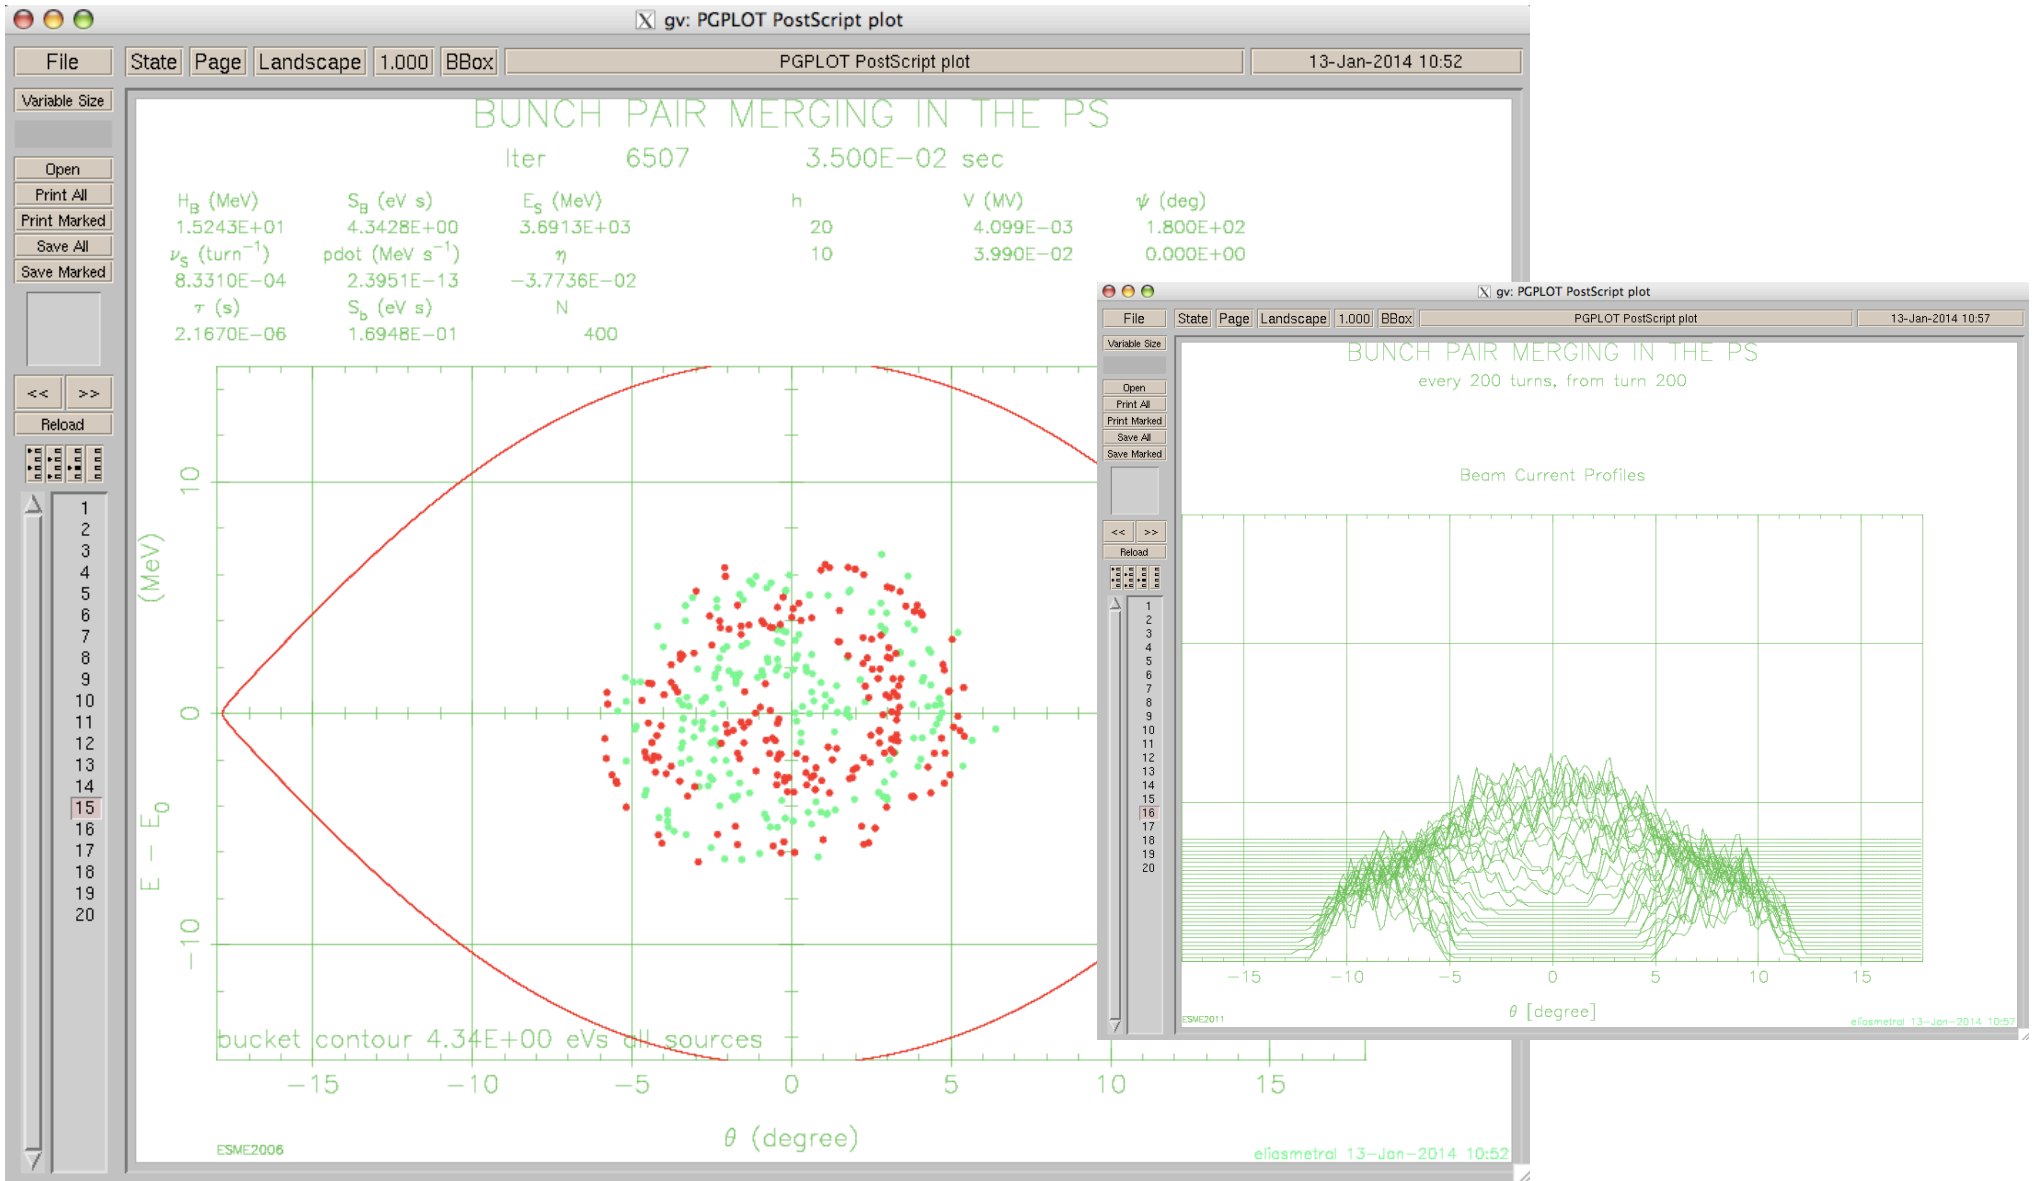 gv: PGPLOT PostScript plot
File State Page Landscape 1.000 BBox PGPLOT PostScript plot 13-Jan-2014 10:52
Variable Size
Open
Print All
Print Marked
Save All
Save Marked
<< >>
Reload
1
2
3
4
5
6
7
8
9
10
11
12
13
14
15
16
17
18
19
20
BUNCH PAIR MERGING IN THE PS
Iter 6507 3.500E−02 sec
H_B (MeV) S_B (eV s) E_S (MeV) h V (MV) ψ (deg)
1.5243E+01 4.3428E+00 3.6913E+03 20 4.099E−03 1.800E+02
ν_S (turn⁻¹) pdot (MeV s⁻¹) η 10 3.990E−02 0.000E+00
8.3310E−04 2.3951E−13 −3.7736E−02
τ (s) S_b (eV s) N
2.1670E−06 1.6948E−01 400
10
0
−10
E − E₀ (MeV)
bucket contour 4.34E+00 eVs all sources
−15 −10 −5 0 5 10 15
θ (degree)
ESME2006 eliasmetral 13−Jan−2014 10:52
gv: PGPLOT PostScript plot
File State Page Landscape 1.000 BBox PGPLOT PostScript plot 13-Jan-2014 10:57
Variable Size
Open
Print All
Print Marked
Save All
Save Marked
<< >>
Reload
1
2
3
4
5
6
7
8
9
10
11
12
13
14
15
16
17
18
19
20
BUNCH PAIR MERGING IN THE PS
every 200 turns, from turn 200
Beam Current Profiles
−15 −10 −5 0 5 10 15
θ [degree]
ESME2011 eliasmetral 13−Jan−2014 10:57